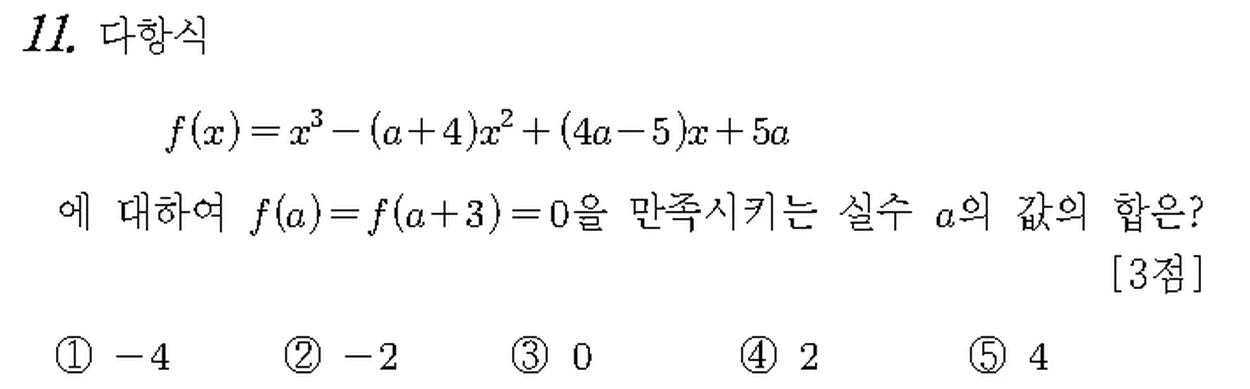 11. 다항식
f(x)=x³-(a+4)x²+(4a-5)x+5a
에 대하여 f(a)=f(a+3)=0을 만족시키는 실수 a의 값의 합은?
[3점]
① -4 ② -2 ③ 0 ④ 2 ⑤ 4